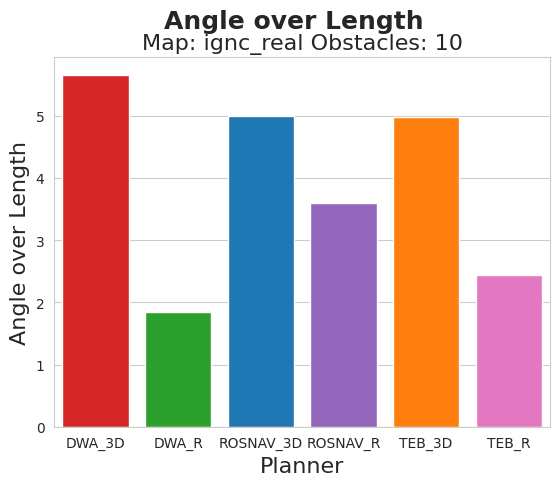 Angle over Length
Map: ignc_real Obstacles: 10
Angle over Length
5
4
3
2
1
0
DWA_3D DWA_R ROSNAV_3D ROSNAV_R TEB_3D TEB_R
Planner